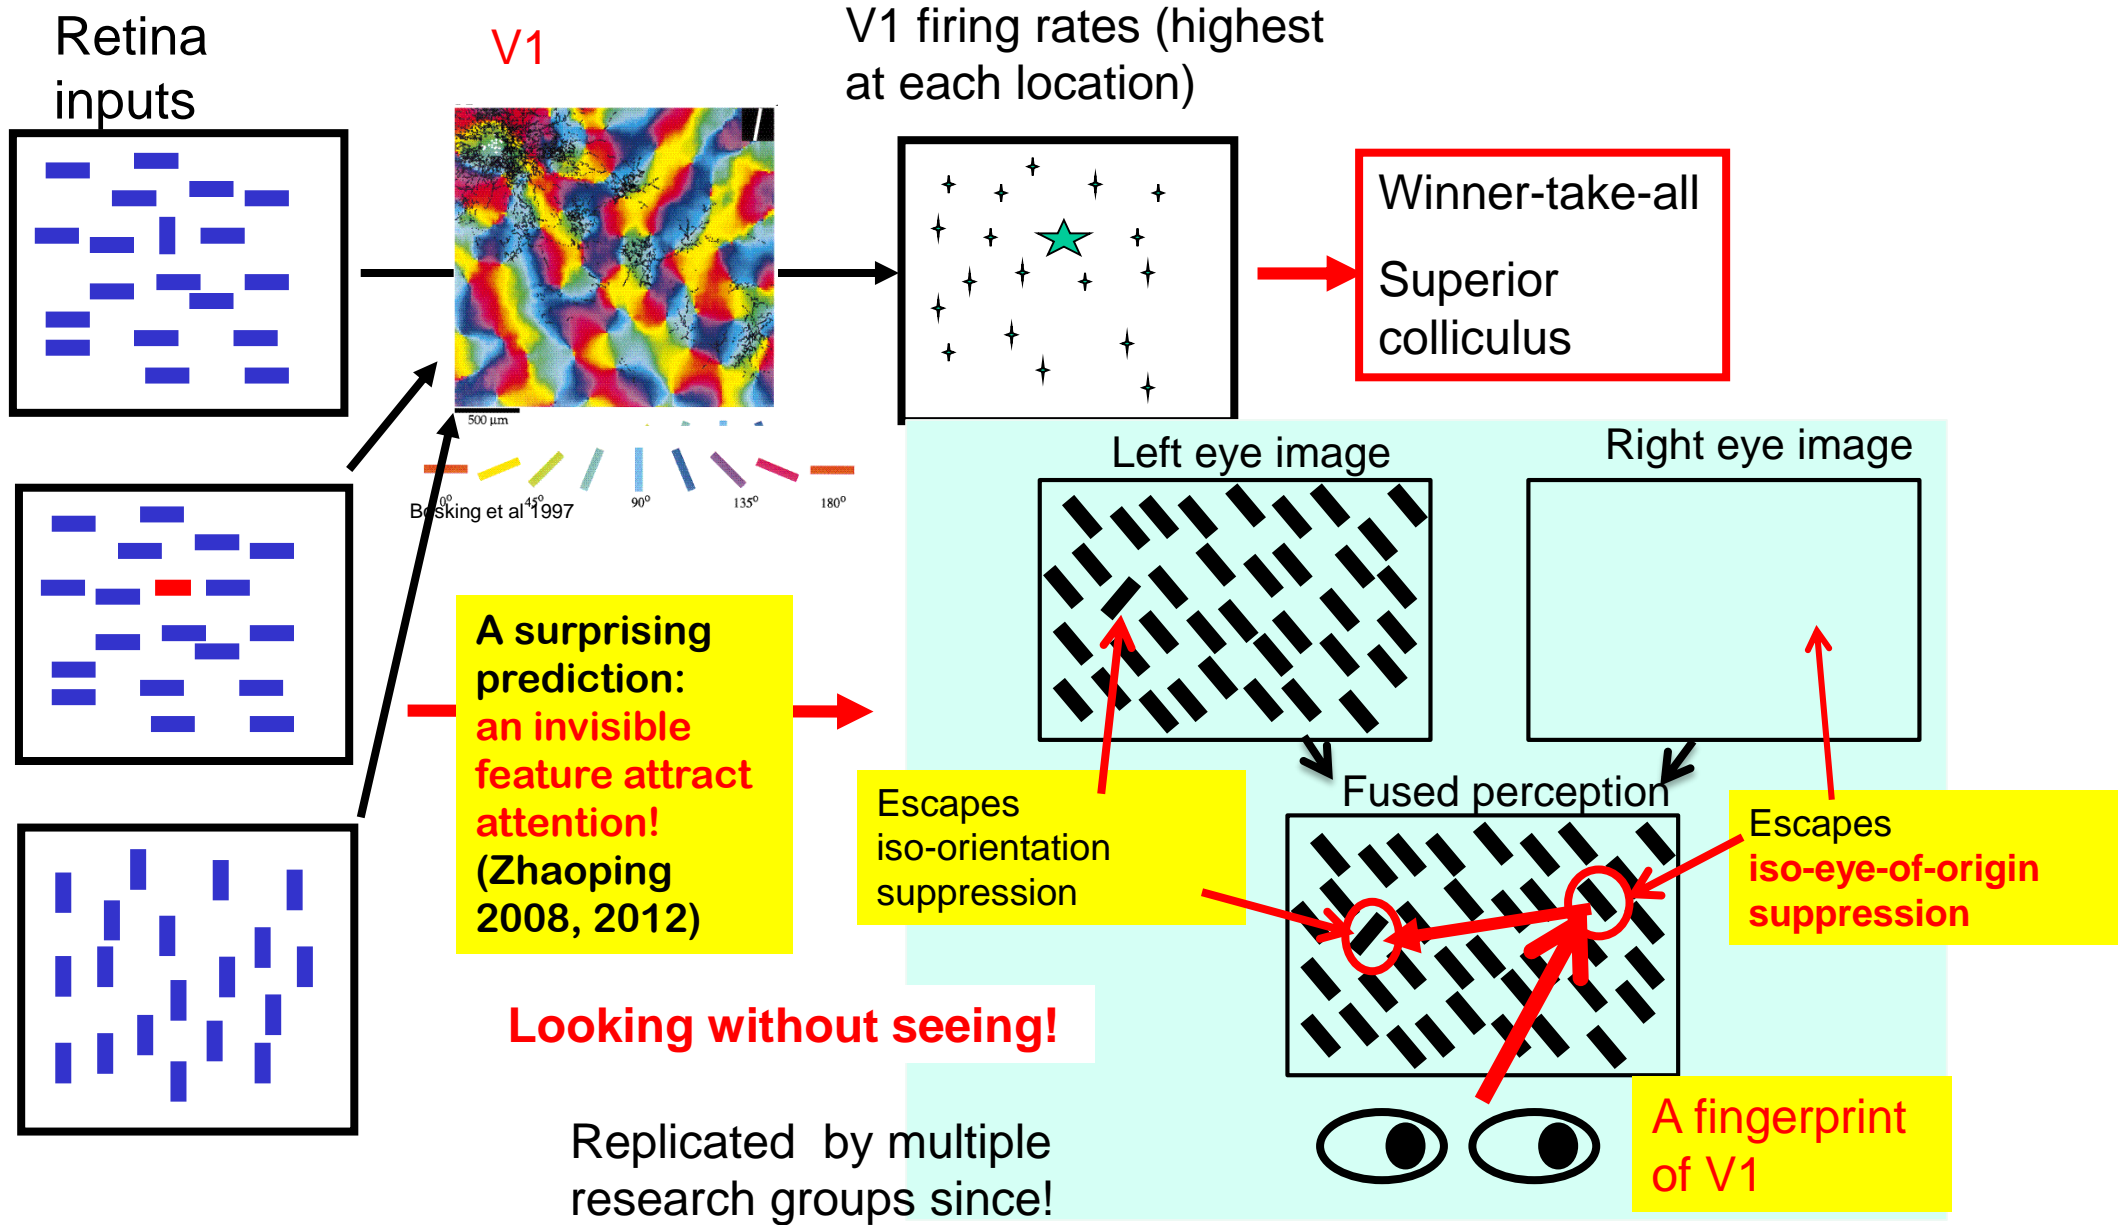 Retina
inputs
V1
V1 firing rates (highest
at each location)
Winner-take-all
Superior
colliculus
500 µm
0° 45° 90° 135° 180°
Bosking et al 1997
Left eye image
Right eye image
A surprising
prediction:
an invisible
feature attract
attention!
(Zhaoping
2008, 2012)
Escapes
iso-orientation
suppression
Fused perception
Escapes
iso-eye-of-origin
suppression
Looking without seeing!
Replicated by multiple
research groups since!
A fingerprint
of V1